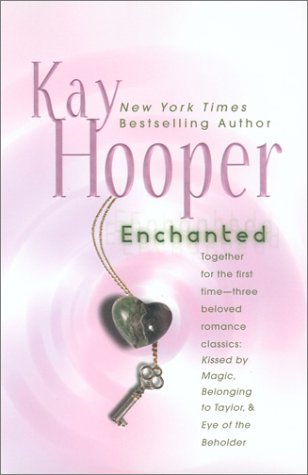 Kay
New York Times
Bestselling Author
Hooper
Enchanted
Together
for the first
time—three
beloved
romance
classics:
Kissed by
Magic,
Belonging
to Taylor, &
Eye of the
Beholder